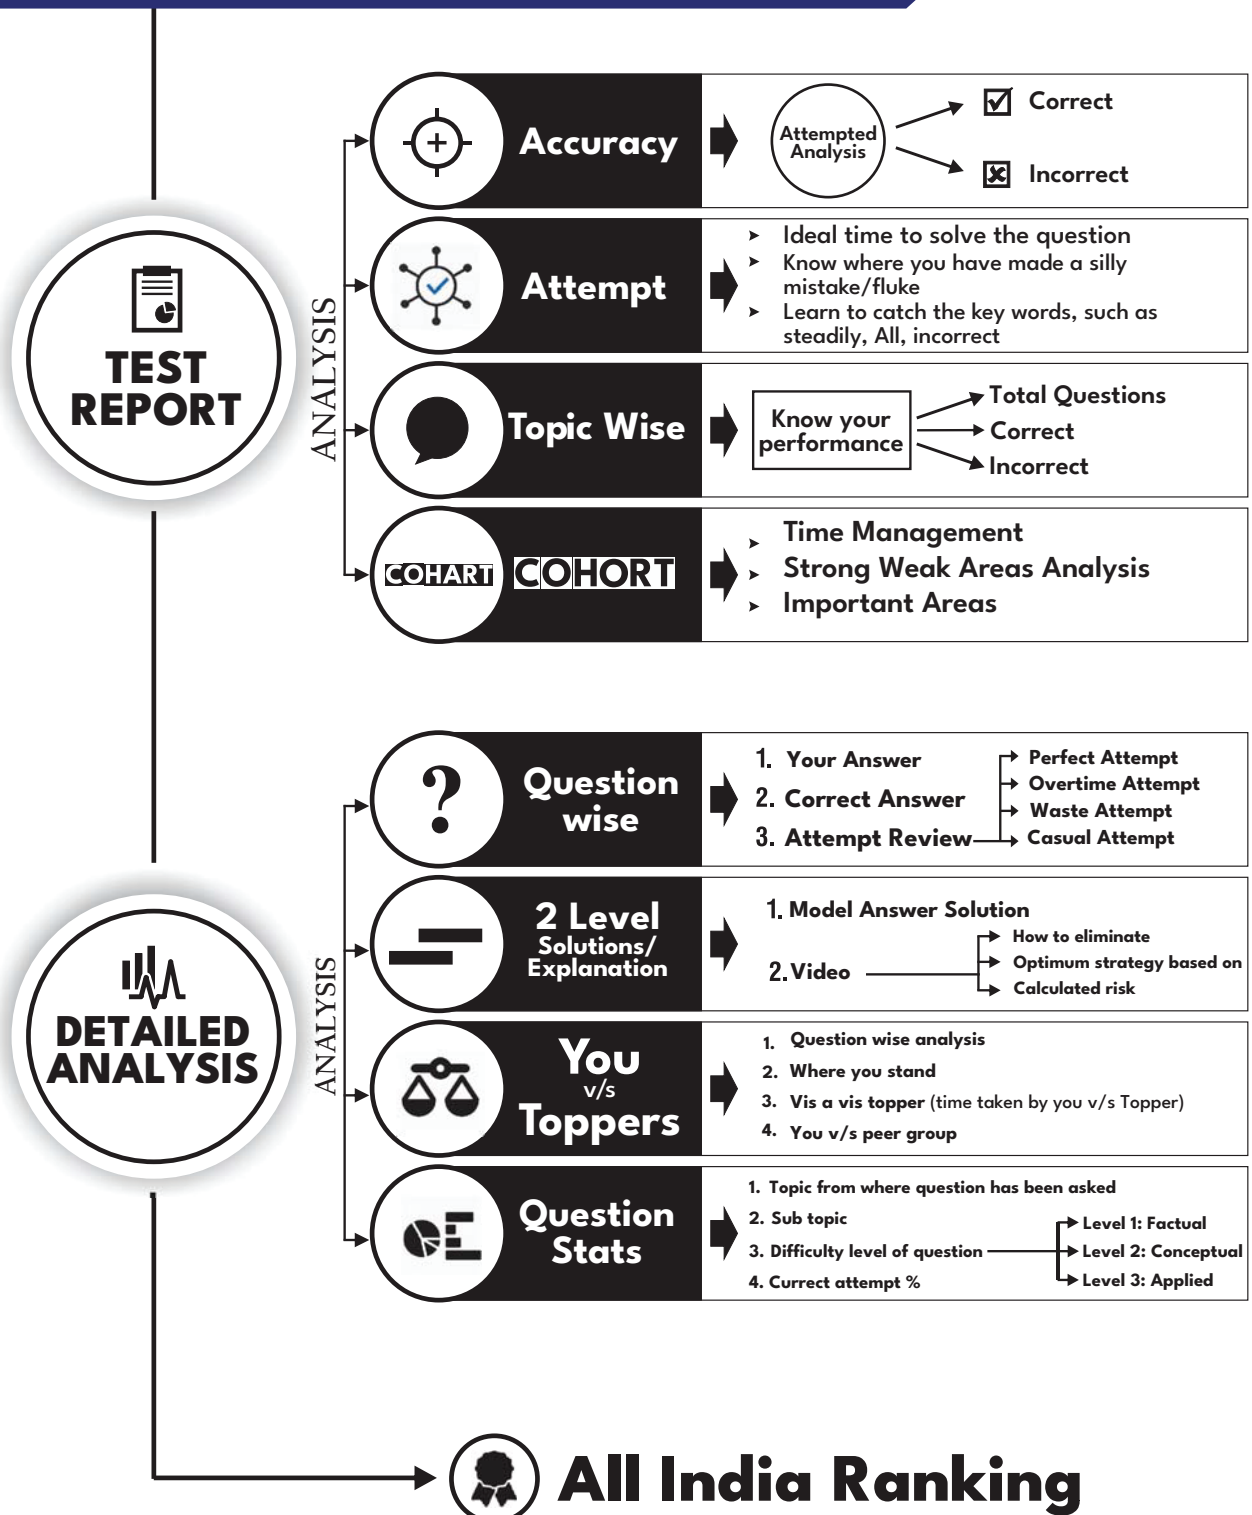 TEST
REPORT
ANALYSIS
Accuracy
Attempted
Analysis
Correct
Incorrect
Attempt
➤ Ideal time to solve the question
➤ Know where you have made a silly
mistake/fluke
➤ Learn to catch the key words, such as
steadily, All, incorrect
Topic Wise
Know your
performance
Total Questions
Correct
Incorrect
COHART
COHORT
➤ Time Management
➤ Strong Weak Areas Analysis
➤ Important Areas
DETAILED
ANALYSIS
ANALYSIS
?
Question
wise
1. Your Answer
2. Correct Answer
3. Attempt Review
Perfect Attempt
Overtime Attempt
Waste Attempt
Casual Attempt
2 Level
Solutions/
Explanation
1. Model Answer Solution
2. Video
How to eliminate
Optimum strategy based on
Calculated risk
You
v/s
Toppers
1. Question wise analysis
2. Where you stand
3. Vis a vis topper (time taken by you v/s Topper)
4. You v/s peer group
Question
Stats
1. Topic from where question has been asked
2. Sub topic
3. Difficulty level of question
4. Currect attempt %
Level 1: Factual
Level 2: Conceptual
Level 3: Applied
All India Ranking